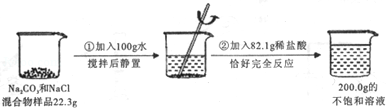 ①加入100g水
搅拌后静置
②加入82.1g稀盐酸
恰好完全反应
Na₂CO₃和NaCl
混合物样品22.3g
200.0g的
不饱和溶液